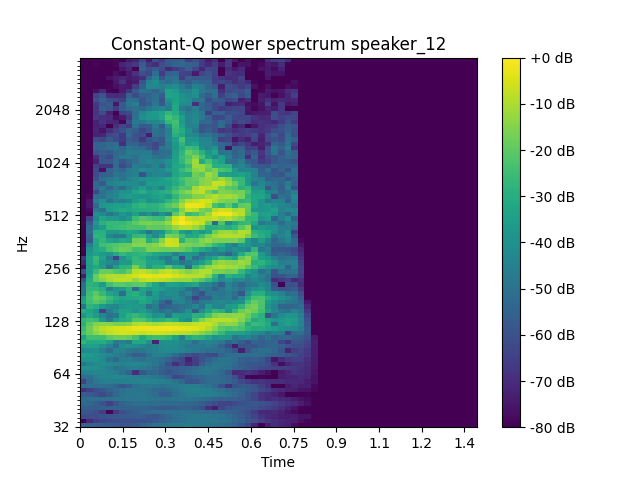 Constant-Q power spectrum speaker_12
Hz
2048
1024
512
256
128
64
32
0 0.15 0.3 0.45 0.6 0.75 0.9 1.1 1.2 1.4
Time
+0 dB
-10 dB
-20 dB
-30 dB
-40 dB
-50 dB
-60 dB
-70 dB
-80 dB